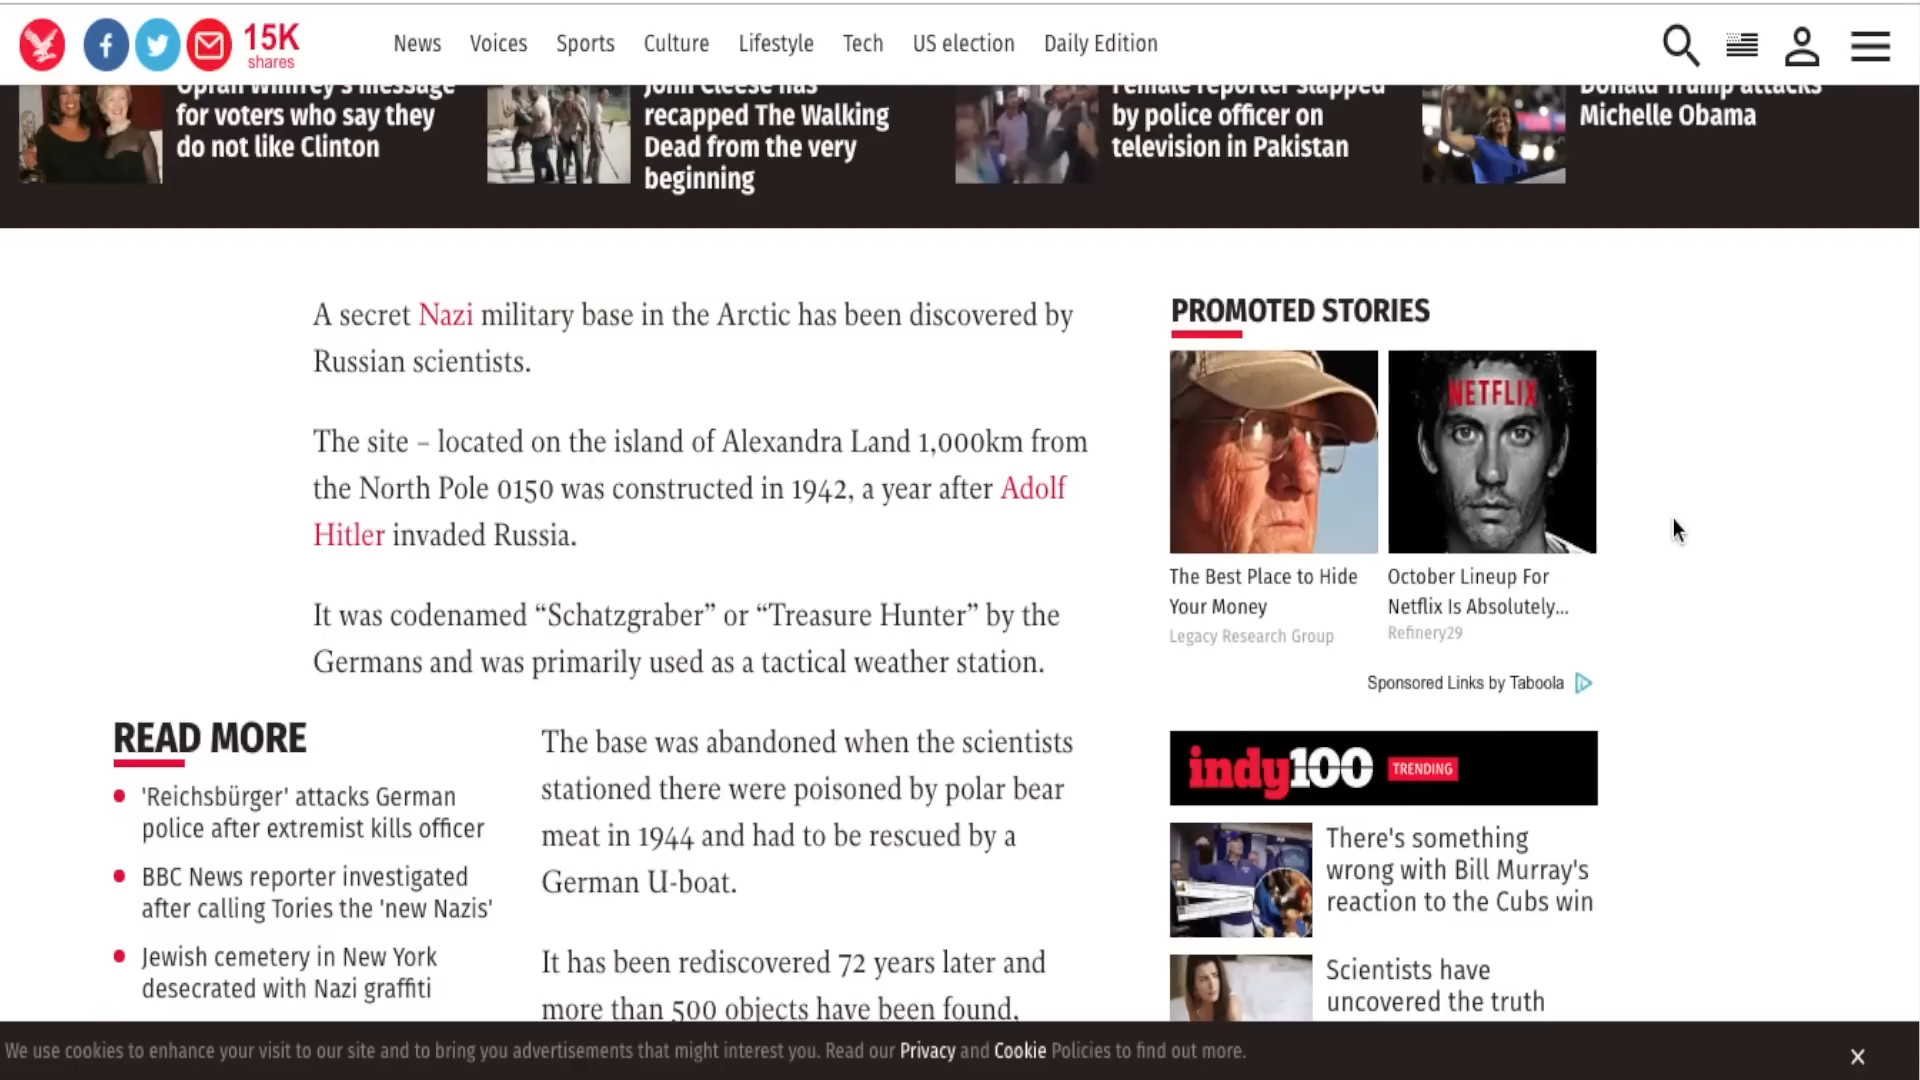 15K
shares
News Voices Sports Culture Lifestyle Tech US election Daily Edition
Oprah Winfrey's message
for voters who say they
do not like Clinton
John Cleese has
recapped The Walking
Dead from the very
beginning
Female reporter slapped
by police officer on
television in Pakistan
Donald Trump attacks
Michelle Obama
A secret Nazi military base in the Arctic has been discovered by
Russian scientists.
The site – located on the island of Alexandra Land 1,000km from
the North Pole 0150 was constructed in 1942, a year after Adolf
Hitler invaded Russia.
It was codenamed “Schatzgraber” or “Treasure Hunter” by the
Germans and was primarily used as a tactical weather station.
READ MORE
'Reichsbürger' attacks German
police after extremist kills officer
BBC News reporter investigated
after calling Tories the 'new Nazis'
Jewish cemetery in New York
desecrated with Nazi graffiti
The base was abandoned when the scientists
stationed there were poisoned by polar bear
meat in 1944 and had to be rescued by a
German U-boat.
It has been rediscovered 72 years later and
more than 500 objects have been found,
PROMOTED STORIES
NETFLIX
The Best Place to Hide
Your Money
Legacy Research Group
October Lineup For
Netflix Is Absolutely...
Refinery29
Sponsored Links by Taboola
indy100 TRENDING
There's something
wrong with Bill Murray's
reaction to the Cubs win
Scientists have
uncovered the truth
We use cookies to enhance your visit to our site and to bring you advertisements that might interest you. Read our Privacy and Cookie Policies to find out more.